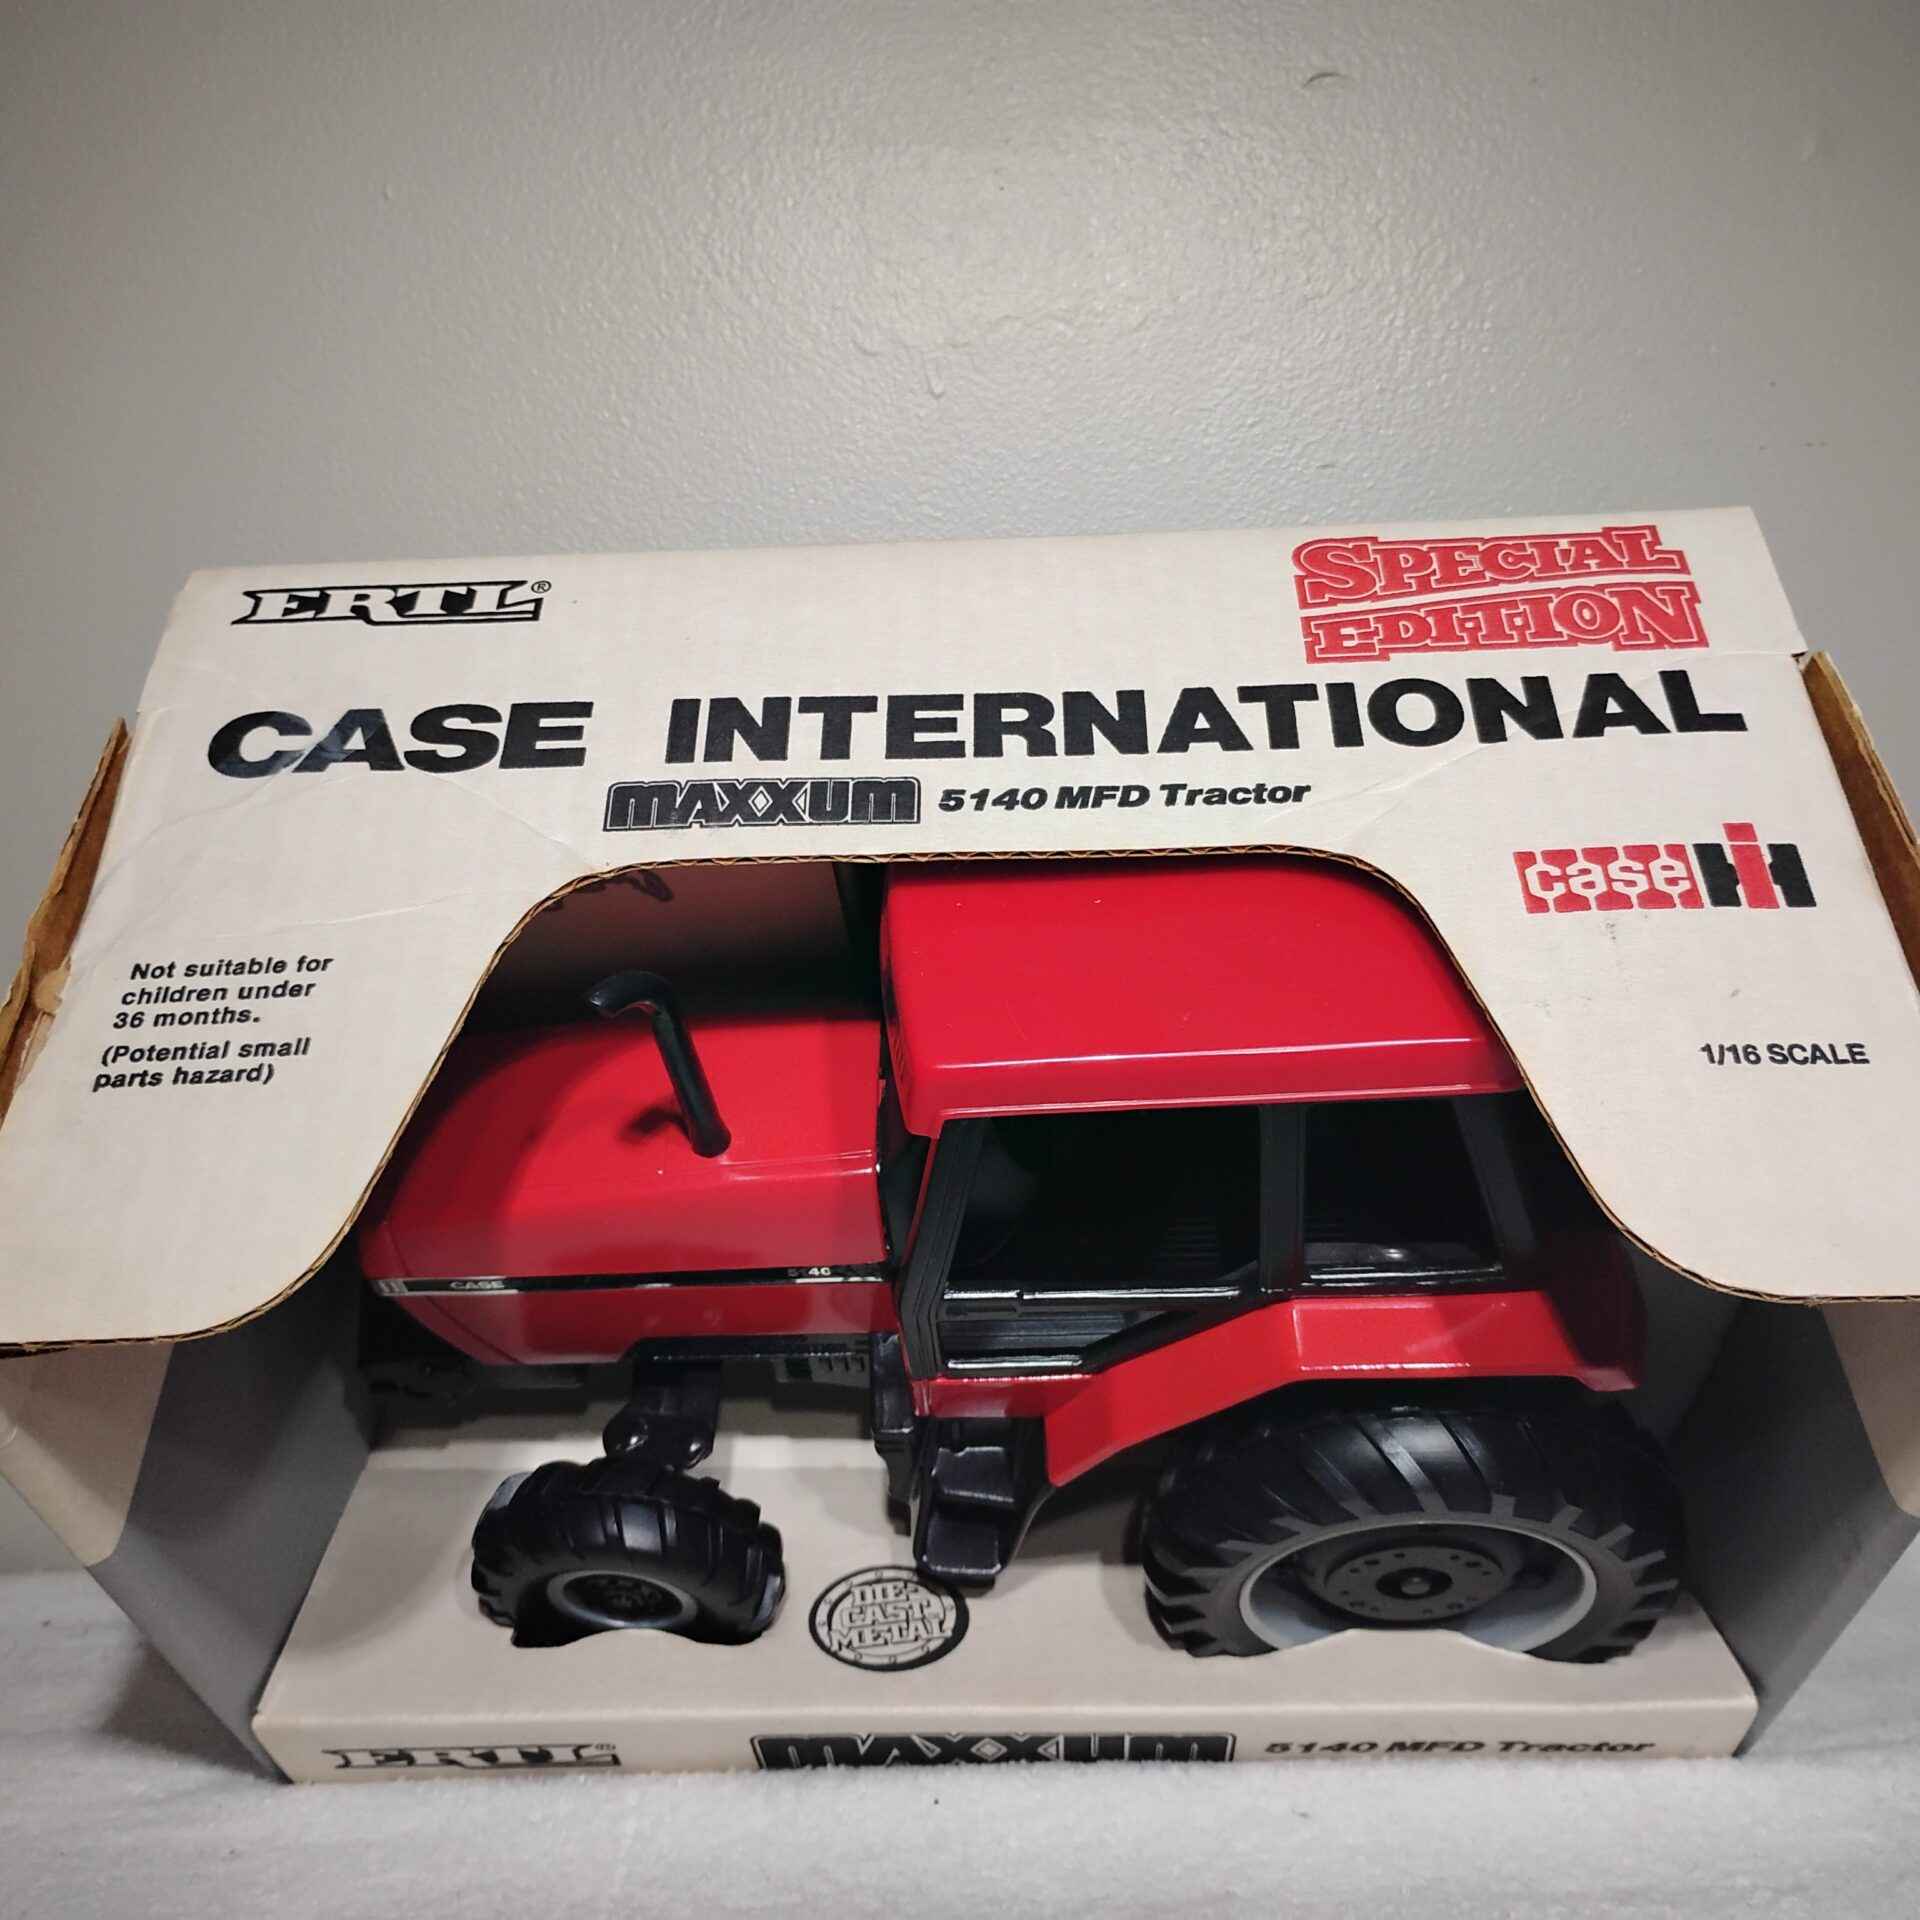 ERTL®
SPECIAL
EDITION
CASE INTERNATIONAL
MAXXUM 5140 MFD Tractor
case IH
Not suitable for
children under
36 months.
(Potential small
parts hazard)
1/16 SCALE
CASE 5140
DIE-
CAST
METAL
ERTL® MAXXUM 5140 MFD Tractor